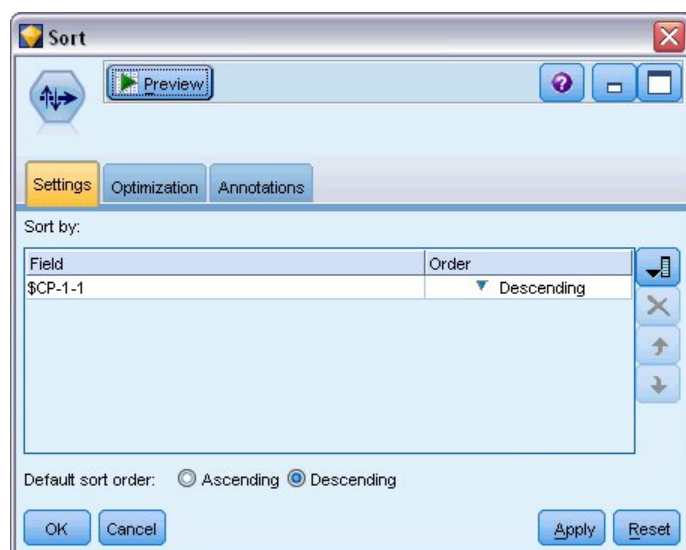 Sort
Preview
Settings Optimization Annotations
Sort by:
Field Order
$CP-1-1 Descending
Default sort order: Ascending Descending
OK Cancel Apply Reset